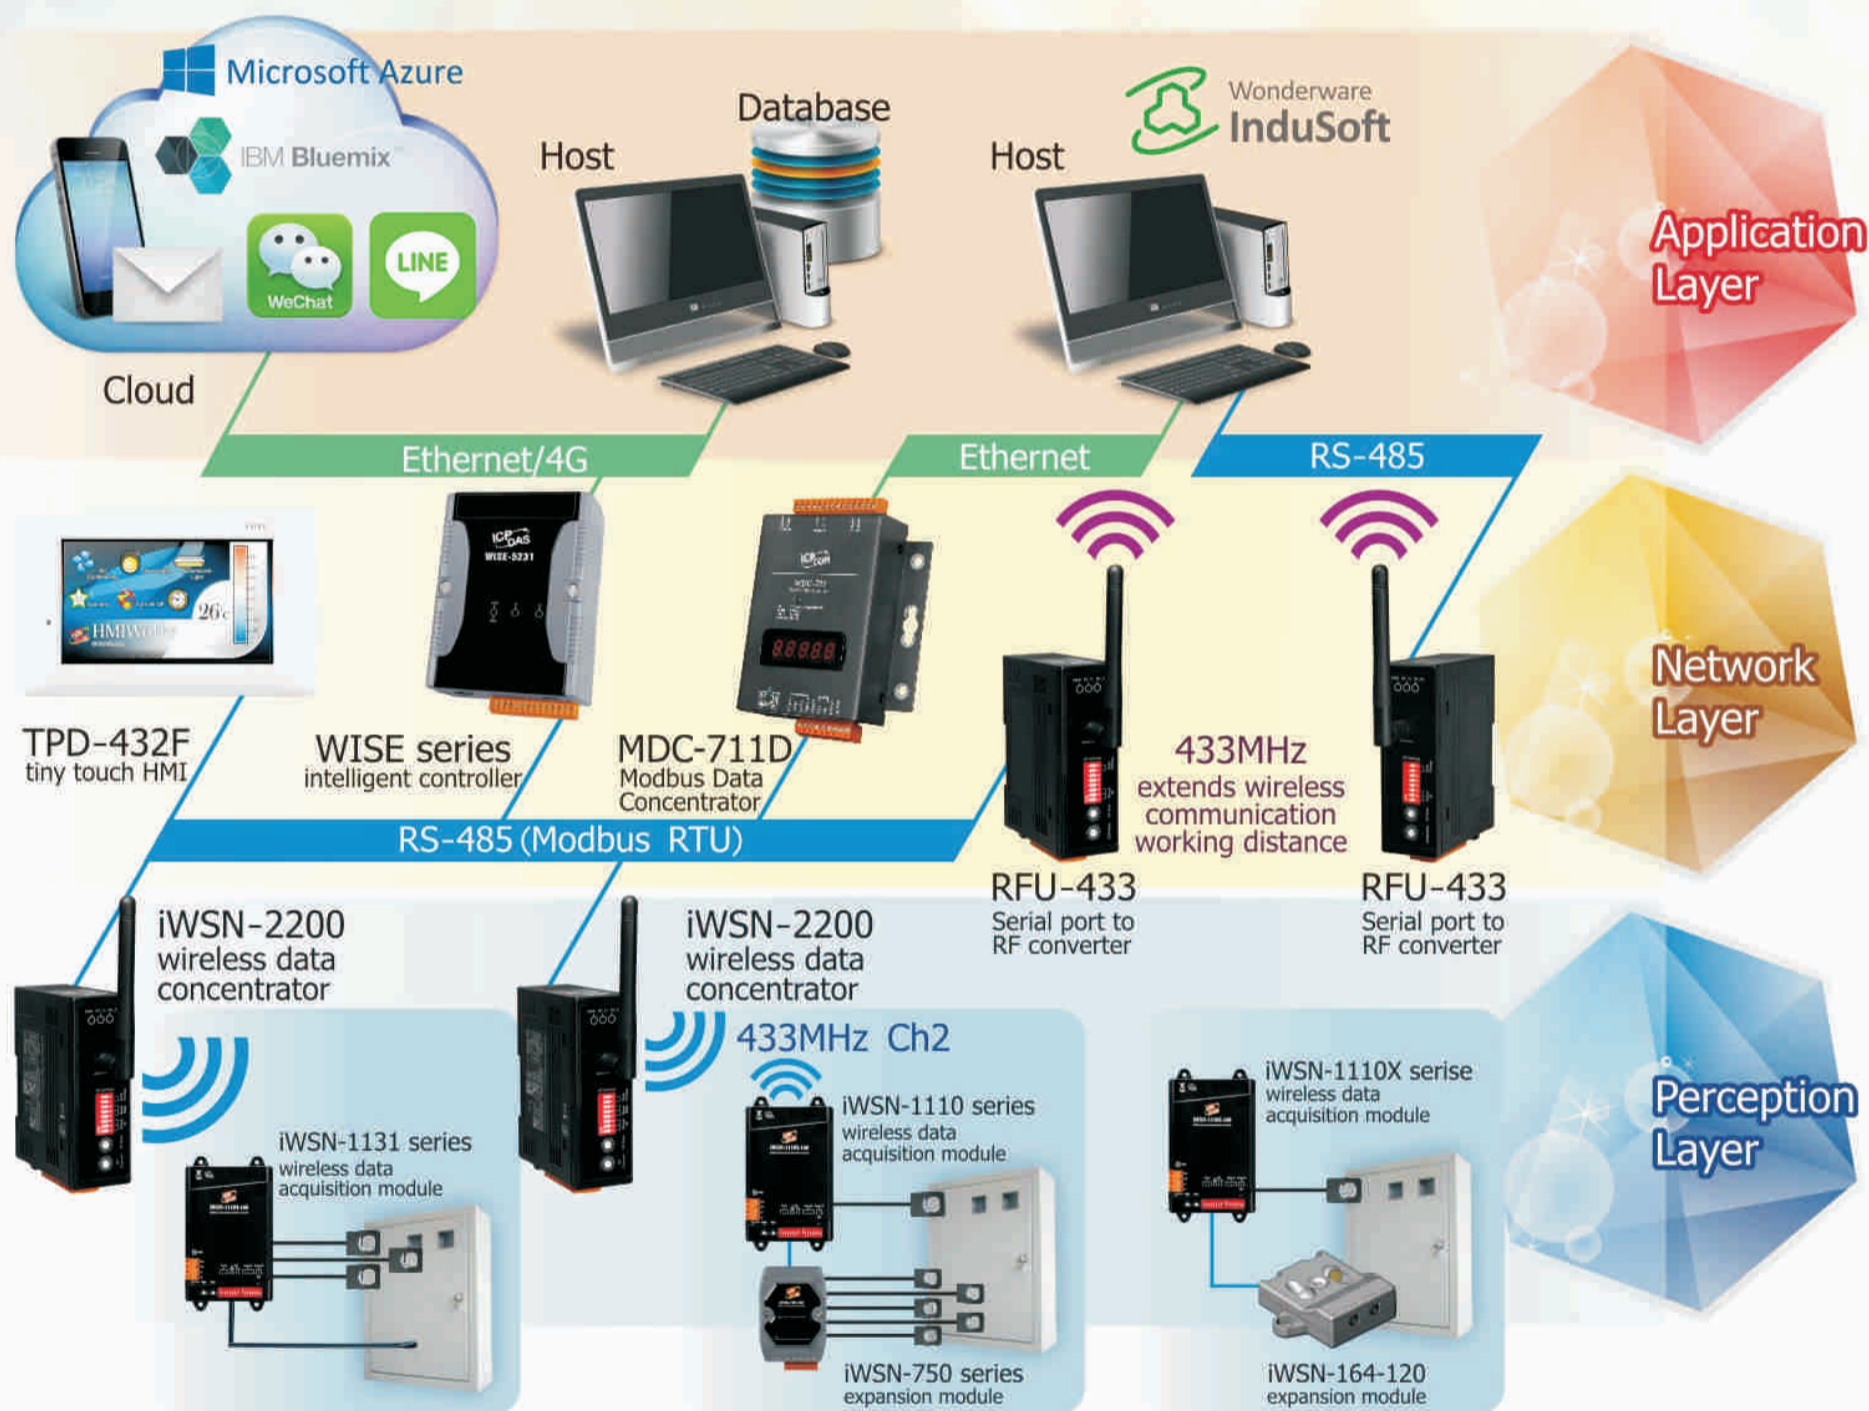 Microsoft Azure
IBM Bluemix
WeChat
LINE
Cloud
Host
Database
Host
Wonderware
InduSoft
Application
Layer
Ethernet/4G
Ethernet
RS-485
ICP DAS
WISE-5231
26
TPD-432F
tiny touch HMI
WISE series
intelligent controller
MDC-711D
Modbus Data
Concentrator
433MHz
extends wireless
communication
working distance
Network
Layer
RS-485 (Modbus RTU)
RFU-433
Serial port to
RF converter
RFU-433
Serial port to
RF converter
iWSN-2200
wireless data
concentrator
iWSN-2200
wireless data
concentrator
433MHz Ch2
iWSN-1131 series
wireless data
acquisition module
iWSN-1110 series
wireless data
acquisition module
iWSN-1110X serise
wireless data
acquisition module
Perception
Layer
iWSN-750 series
expansion module
iWSN-164-120
expansion module